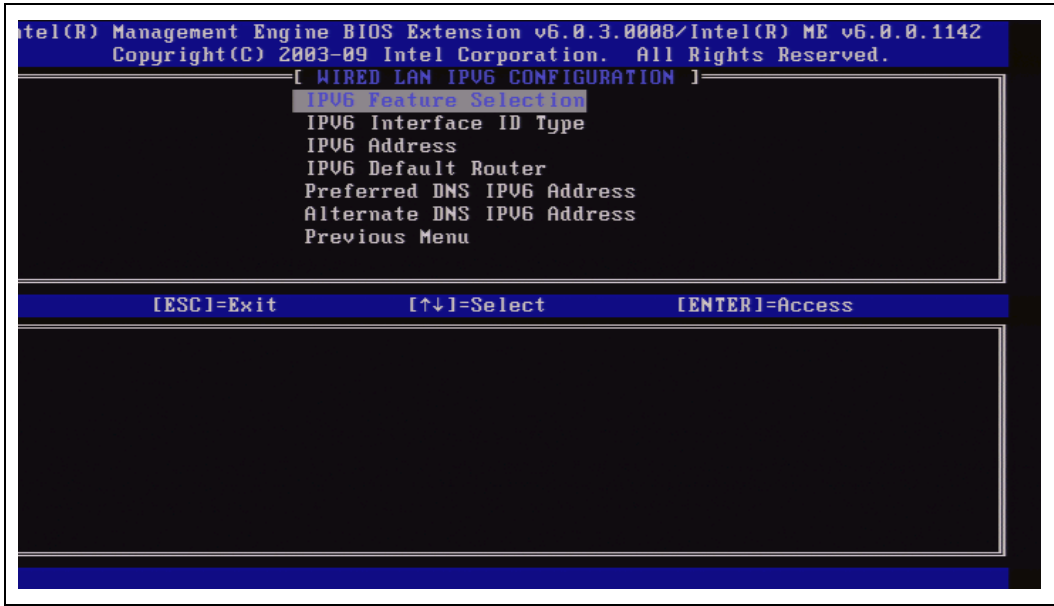 ntel(R) Management Engine BIOS Extension v6.0.3.0008/Intel(R) ME v6.0.0.1142
Copyright(C) 2003-09 Intel Corporation. All Rights Reserved.
[ WIRED LAN IPV6 CONFIGURATION ]
IPV6 Feature Selection
IPV6 Interface ID Type
IPV6 Address
IPV6 Default Router
Preferred DNS IPV6 Address
Alternate DNS IPV6 Address
Previous Menu
[ESC]=Exit [↑↓]=Select [ENTER]=Access